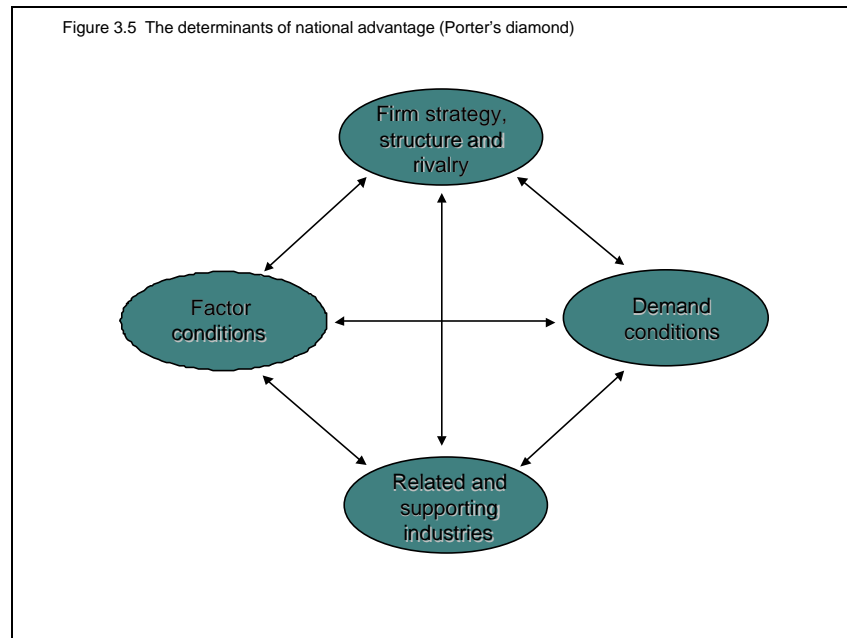 Figure 3.5  The determinants of national advantage (Porter's diamond)
Firm strategy,
structure and
rivalry
Factor
conditions
Demand
conditions
Related and
supporting
industries